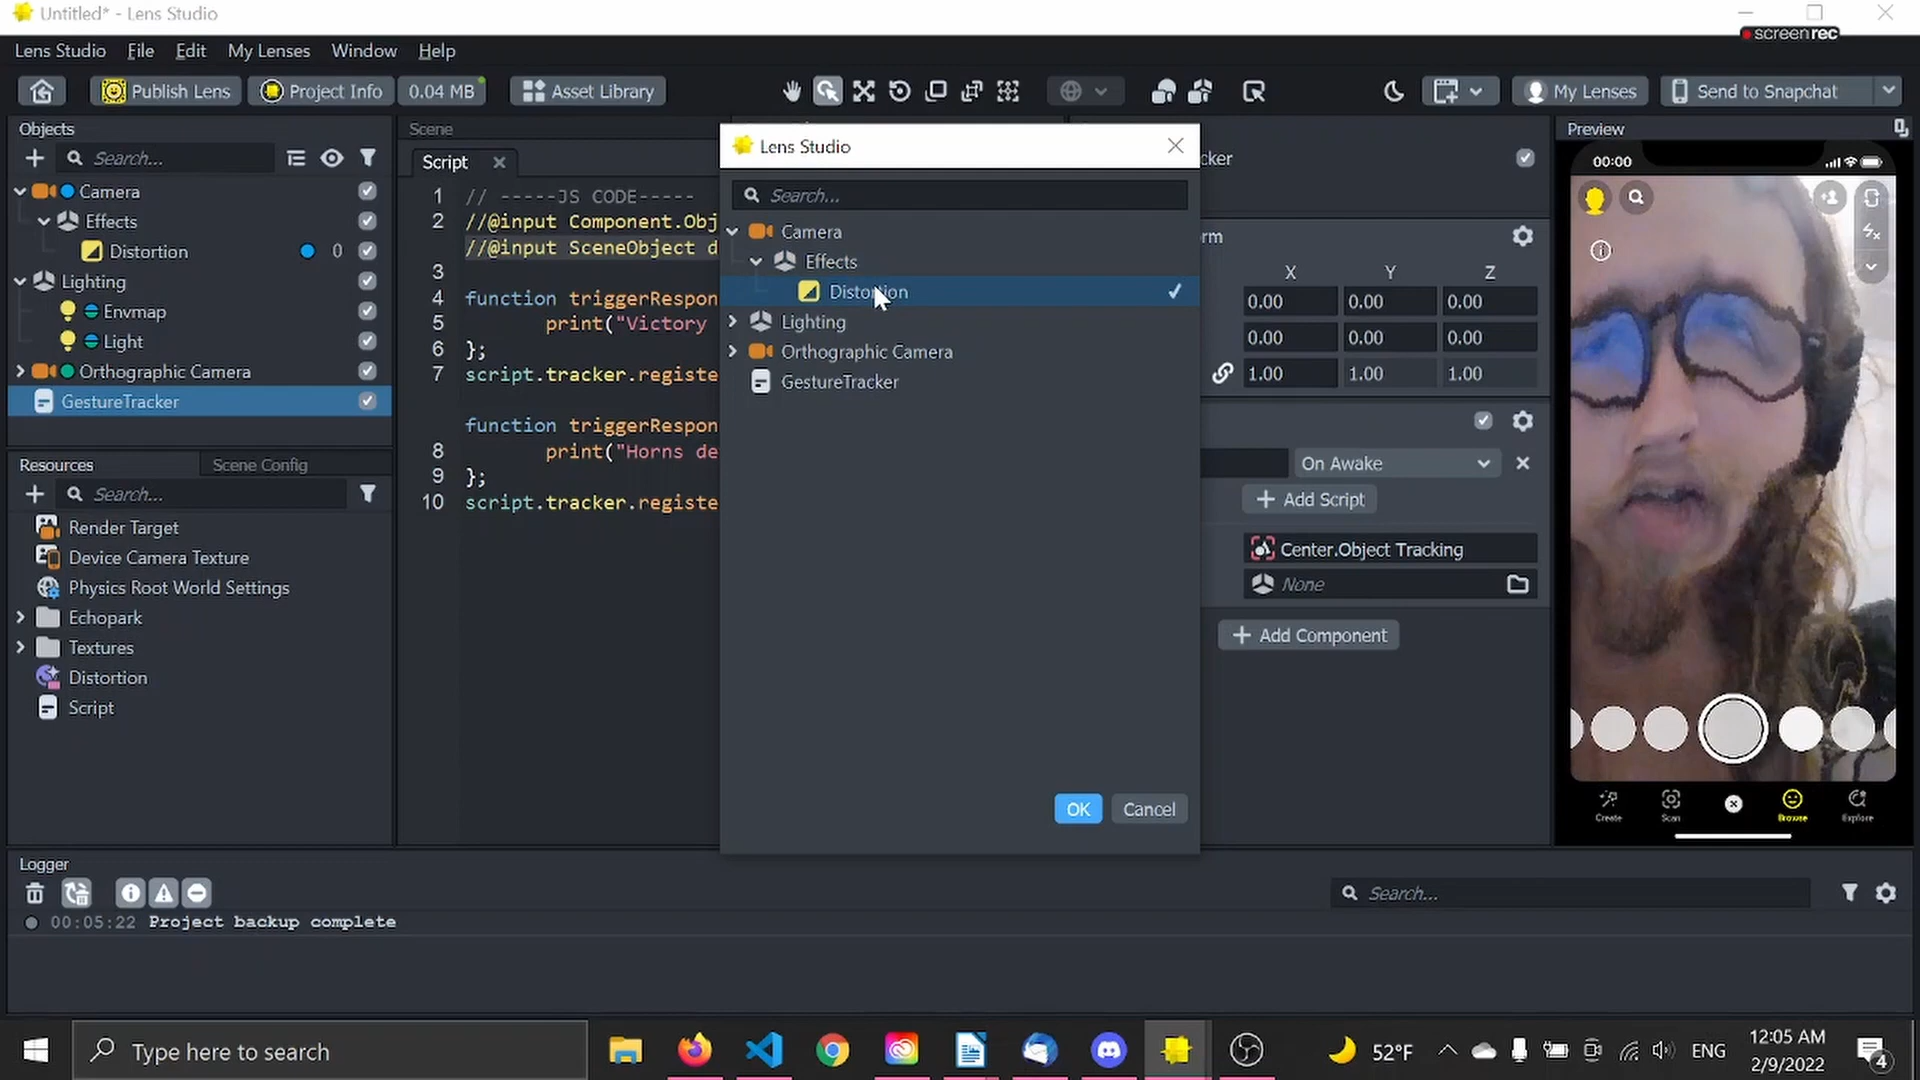 Untitled* - Lens Studio
screenrec
Lens Studio File Edit My Lenses Window Help
Publish Lens Project Info 0.04 MB Asset Library My Lenses Send to Snapchat
Objects
Search...
Camera
Effects
Distortion 0
Lighting
Envmap
Light
Orthographic Camera
GestureTracker
Resources Scene Config
Search...
Render Target
Device Camera Texture
Physics Root World Settings
Echopark
Textures
Distortion
Script
Scene
Script
1 // -----JS CODE-----
2 //@input Component.Obj
//@input SceneObject d
3
4 function triggerRespon
5 print("Victory
6 };
7 script.tracker.registe
function triggerRespon
8 print("Horns de
9 };
10 script.tracker.registe
Lens Studio
Search...
Camera
Effects
Distortion
Lighting
Orthographic Camera
GestureTracker
OK Cancel
cker
rm
X Y Z
0.00 0.00 0.00
0.00 0.00 0.00
1.00 1.00 1.00
On Awake
Add Script
Center.Object Tracking
None
Add Component
Preview
00:00
Create Scan Browse Explore
Logger
Search...
00:05:22 Project backup complete
Type here to search
52°F
ENG
12:05 AM
2/9/2022
4